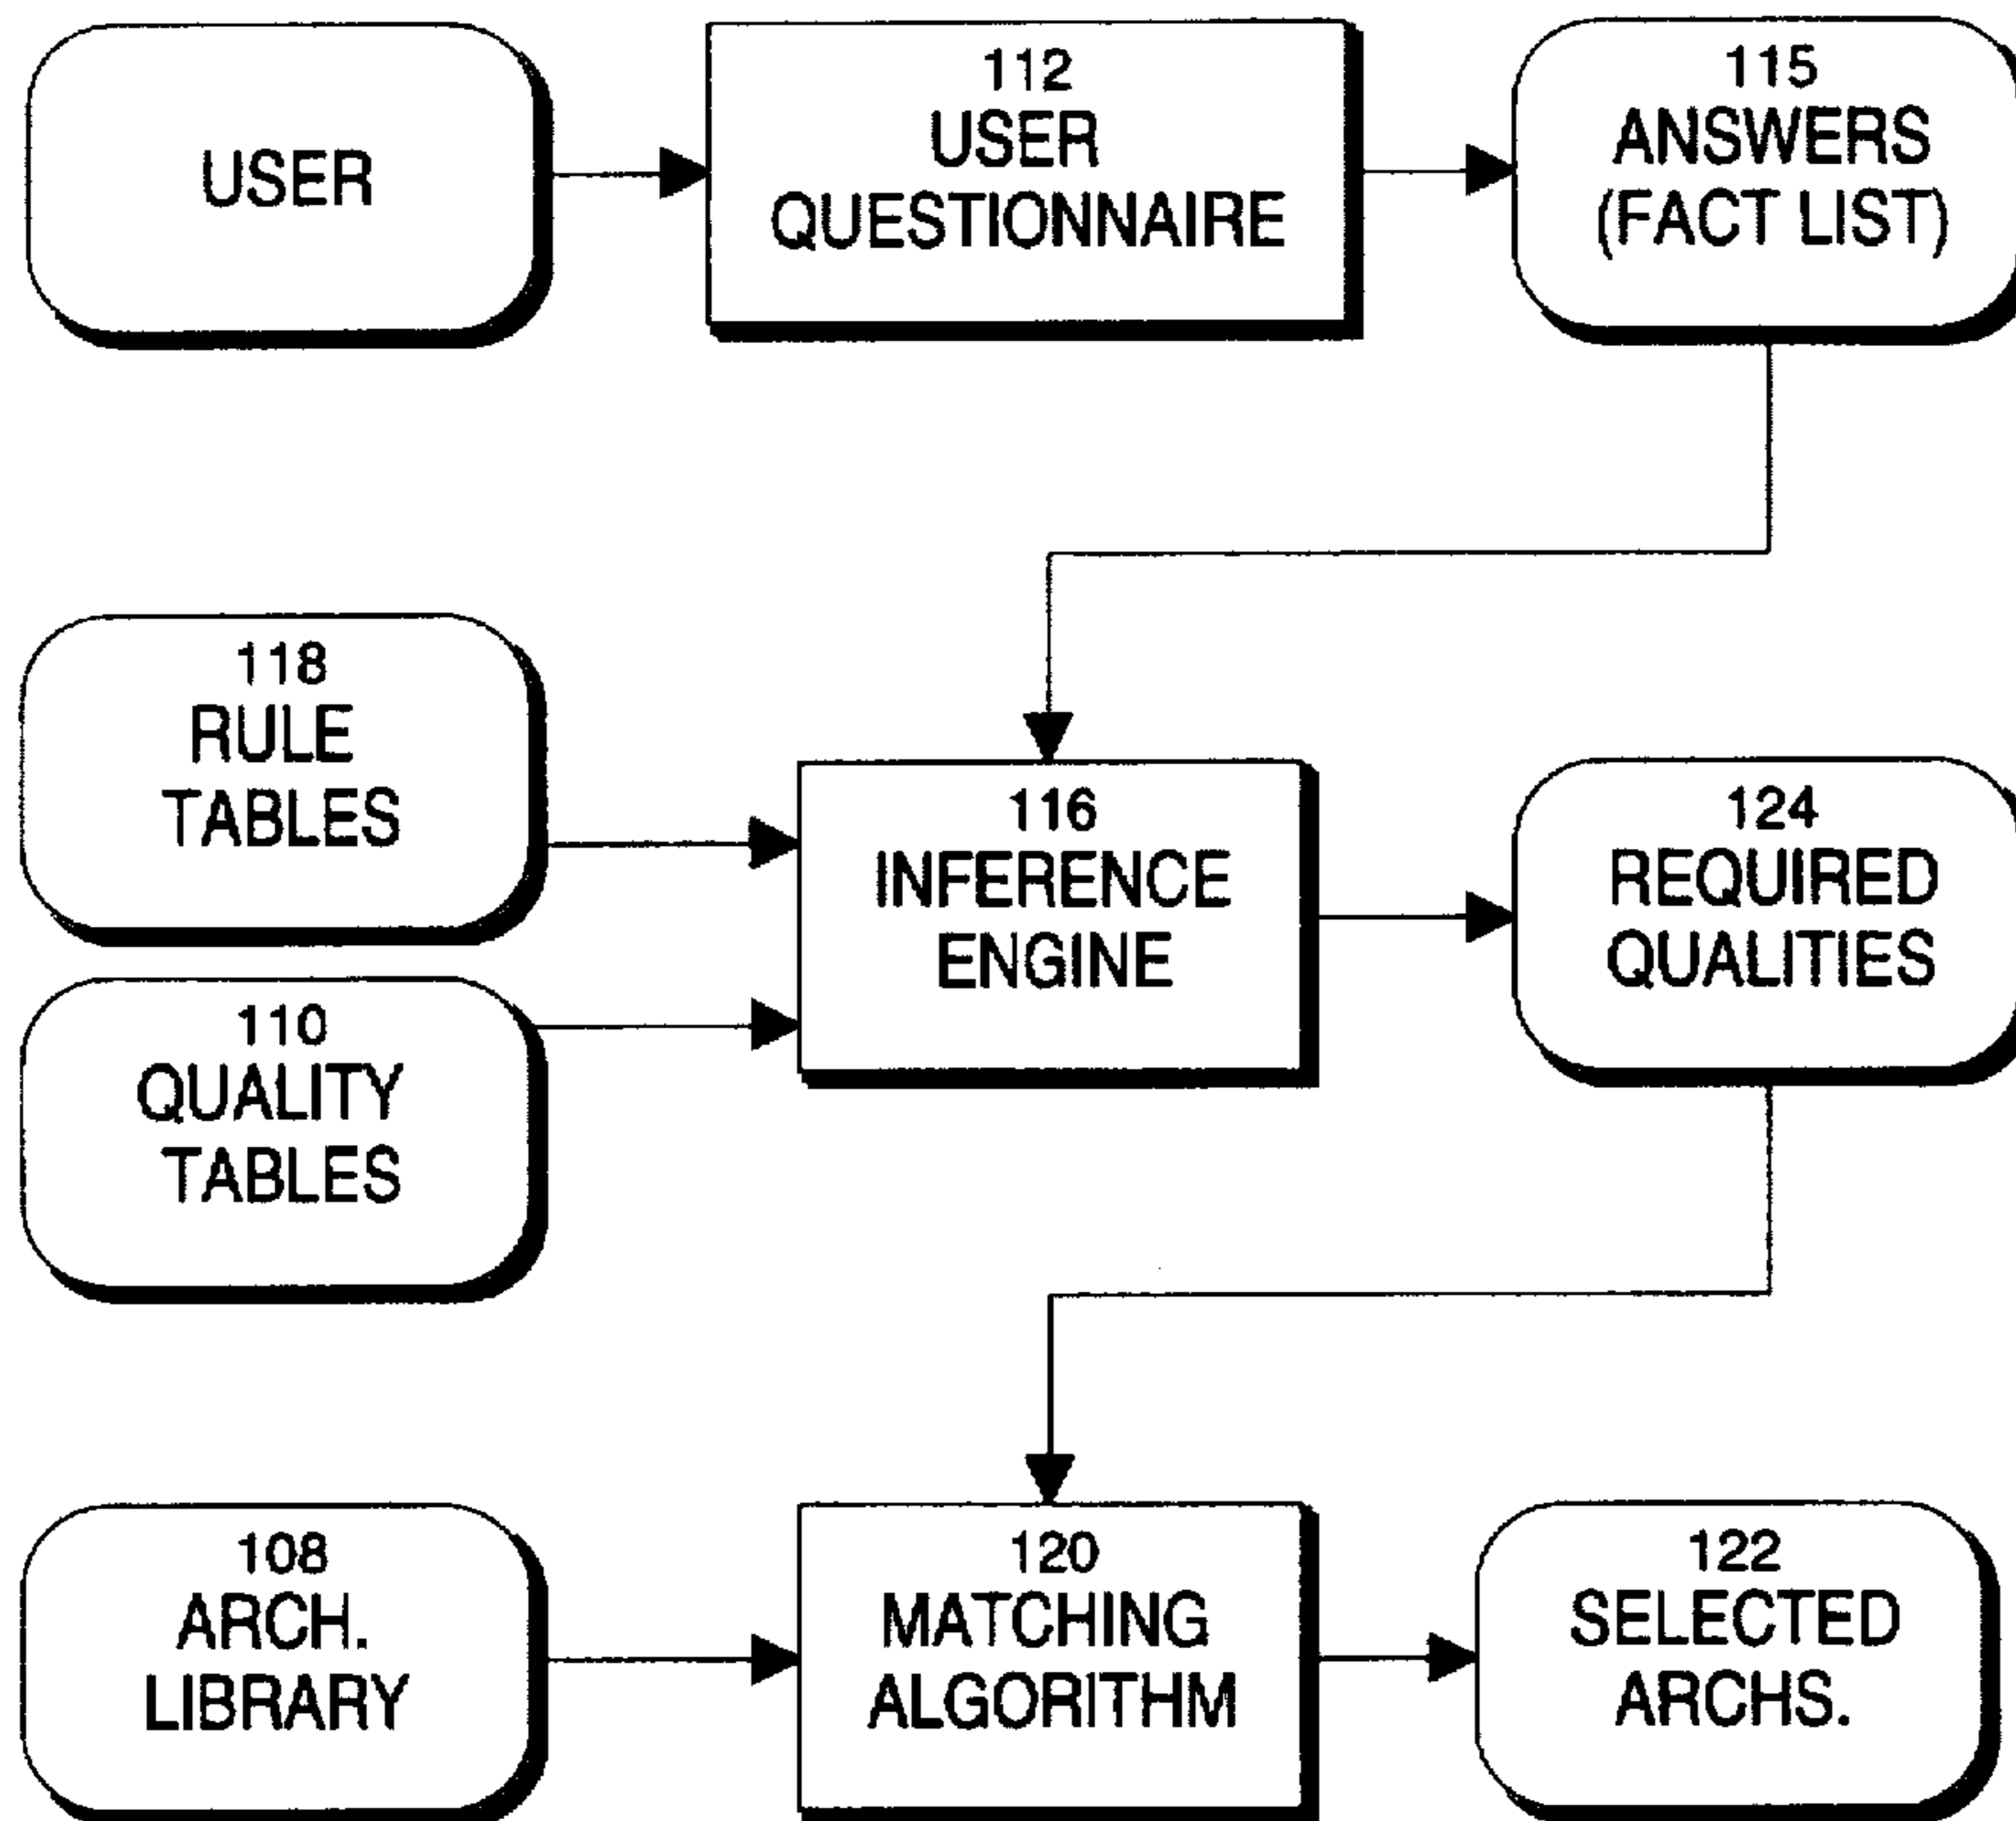 USER
112
USER
QUESTIONNAIRE
115
ANSWERS
(FACT LIST)
118
RULE
TABLES
116
INFERENCE
ENGINE
124
REQUIRED
QUALITIES
110
QUALITY
TABLES
108
ARCH.
LIBRARY
120
MATCHING
ALGORITHM
122
SELECTED
ARCHS.